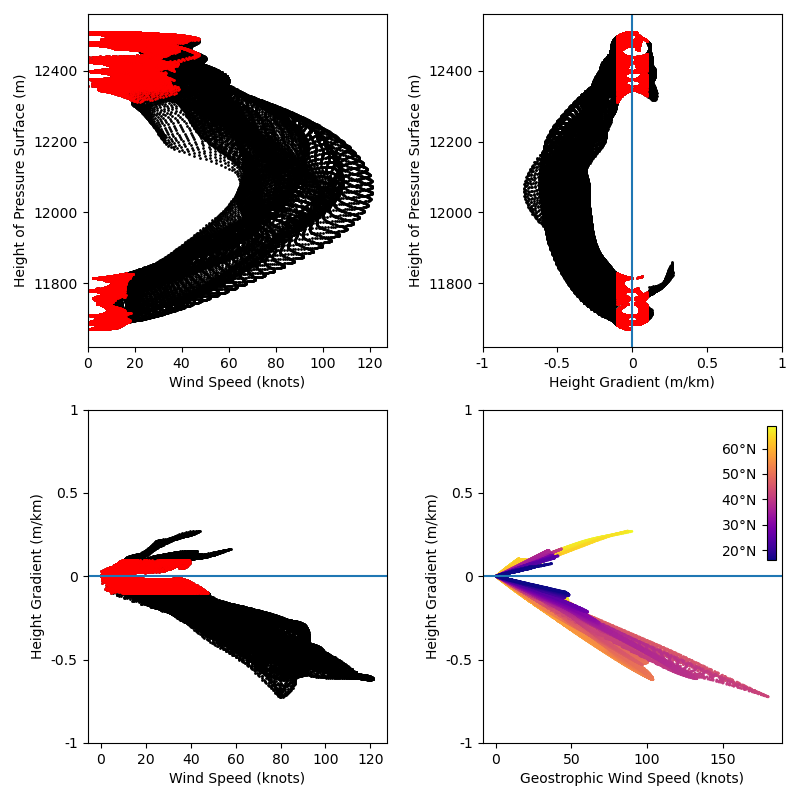 12400
12200
12000
11800
Height of Pressure Surface (m)
0 20 40 60 80 100 120
Wind Speed (knots)
12400
12200
12000
11800
Height of Pressure Surface (m)
-1 -0.5 0 0.5 1
Height Gradient (m/km)
1
0.5
0
-0.5
-1
Height Gradient (m/km)
0 20 40 60 80 100 120
Wind Speed (knots)
1
0.5
0
-0.5
-1
Height Gradient (m/km)
60°N
50°N
40°N
30°N
20°N
0 50 100 150
Geostrophic Wind Speed (knots)